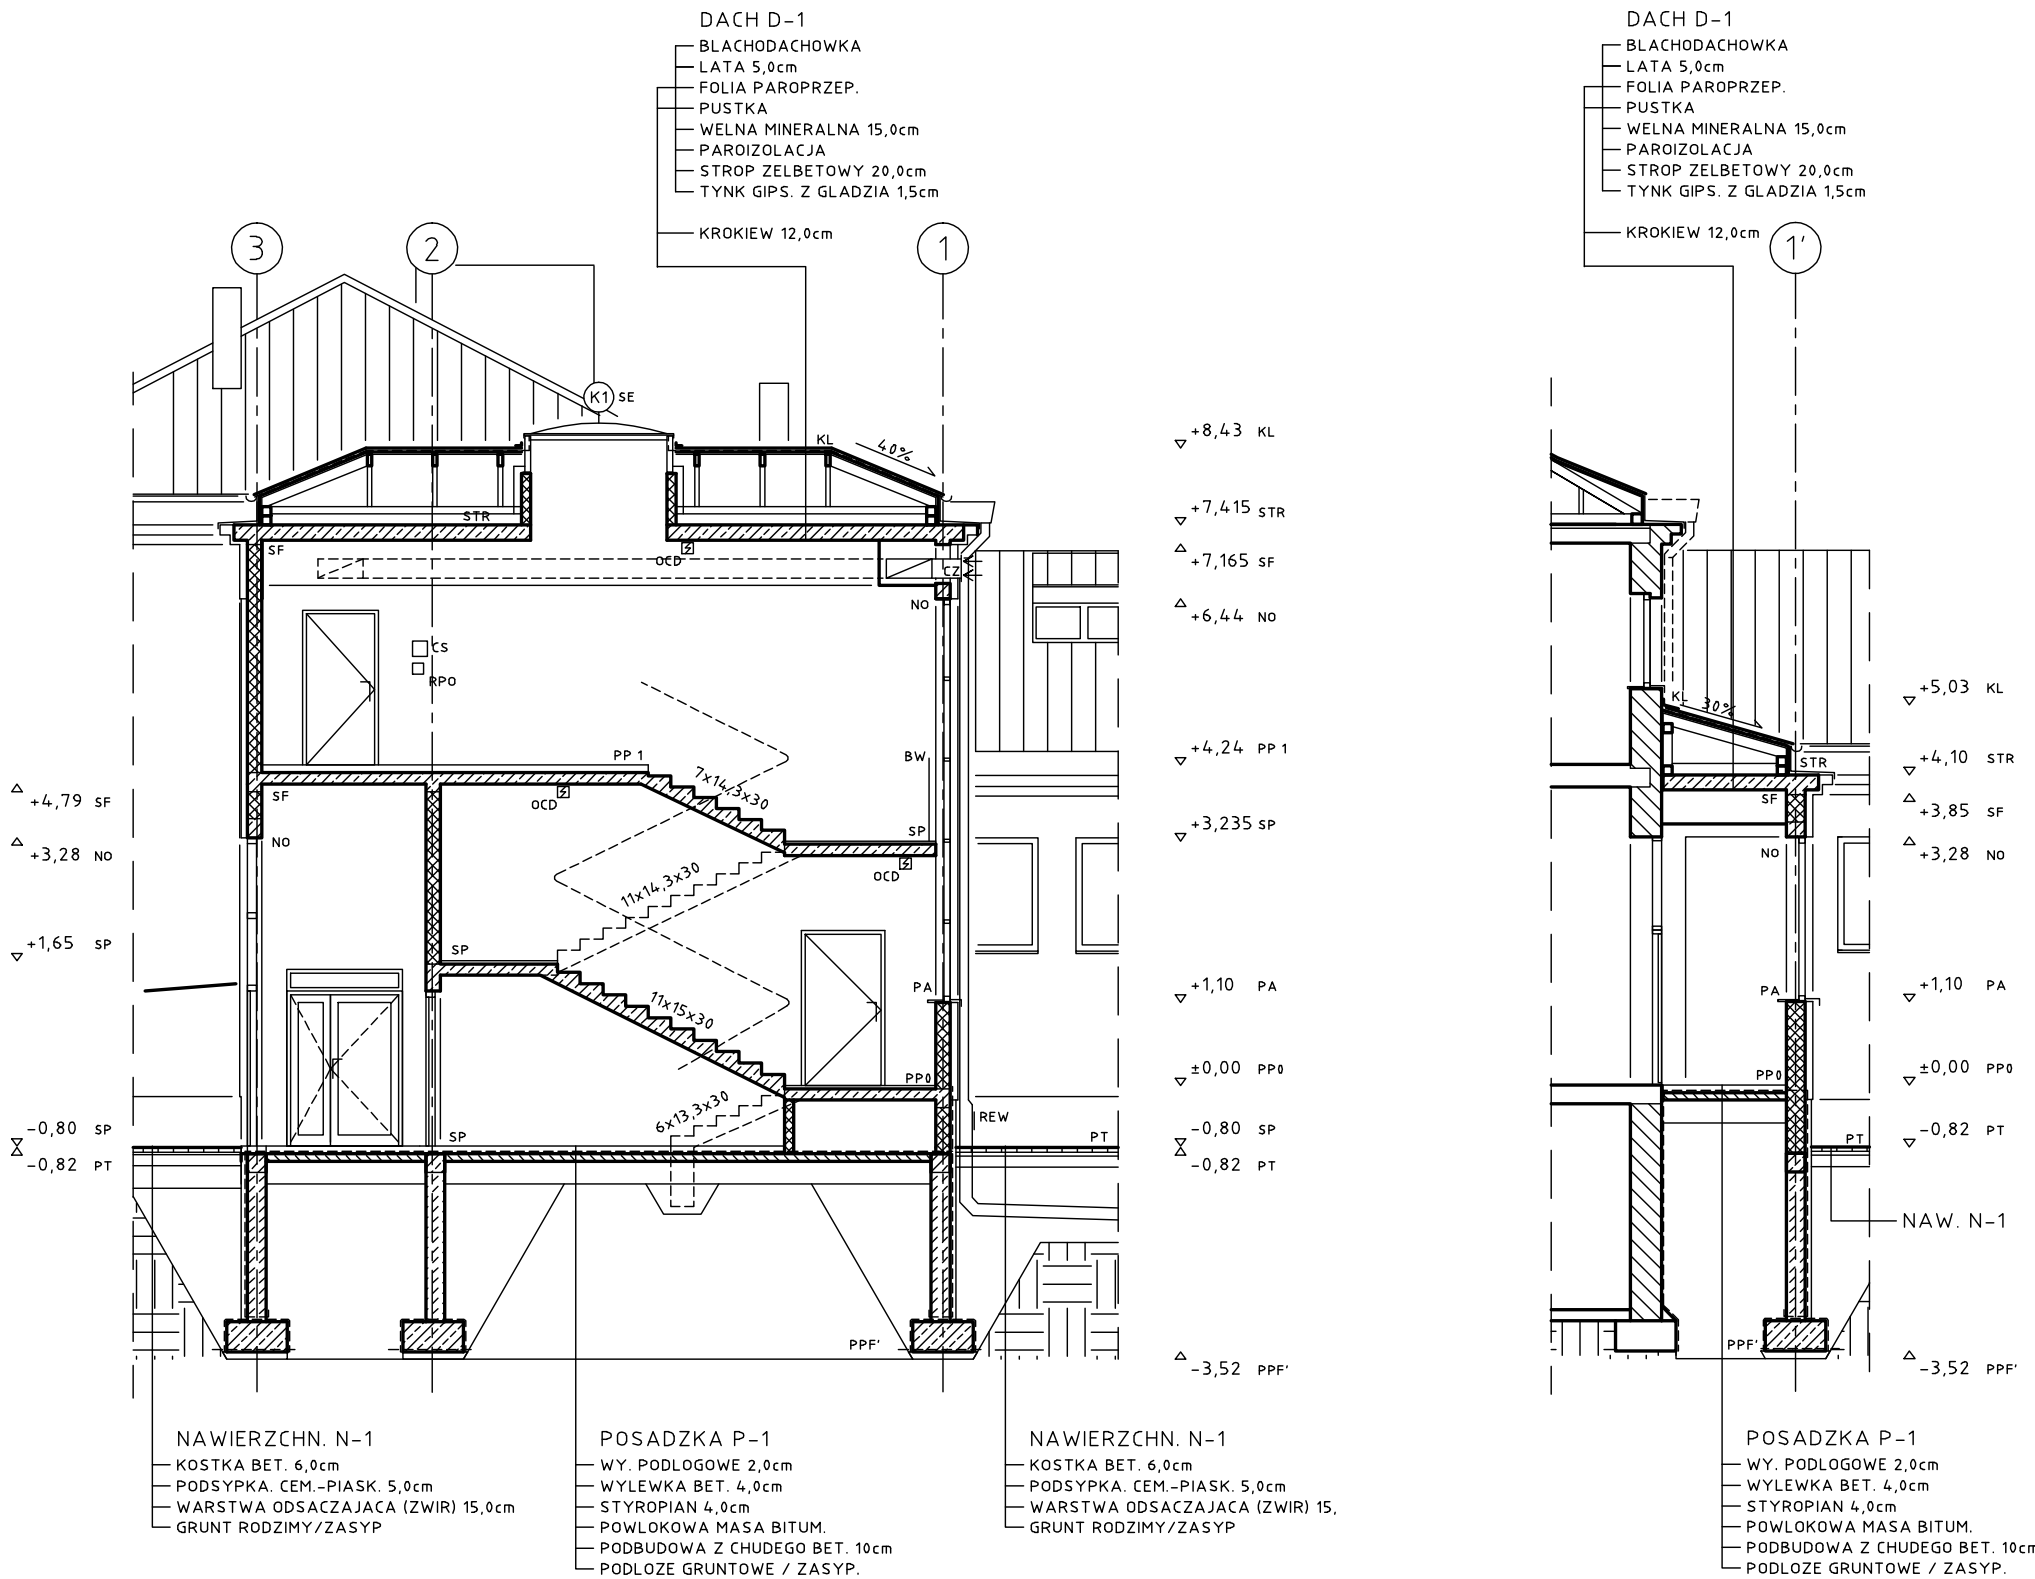 DACH D-1
BLACHODACHOWKA
LATA 5,0cm
FOLIA PAROPRZEP.
PUSTKA
WELNA MINERALNA 15,0cm
PAROIZOLACJA
STROP ZELBETOWY 20,0cm
TYNK GIPS. Z GLADZIA 1,5cm
KROKIEW 12,0cm
DACH D-1
BLACHODACHOWKA
LATA 5,0cm
FOLIA PAROPRZEP.
PUSTKA
WELNA MINERALNA 15,0cm
PAROIZOLACJA
STROP ZELBETOWY 20,0cm
TYNK GIPS. Z GLADZIA 1,5cm
KROKIEW 12,0cm
3
2
1
1'
K1 SE
KL
40%
STR
SF
OCD
CZ
NO
CS
RPO
PP 1
BW
7x14,3x30
SF
OCD
SP
NO
OCD
11x14,3x30
SP
PA
11x15x30
PP0
6x13,3x30
REW
SP
PT
PPF'
+4,79 SF
+3,28 NO
+1,65 SP
-0,80 SP
-0,82 PT
+8,43 KL
+7,415 STR
+7,165 SF
+6,44 NO
+4,24 PP 1
+3,235 SP
+1,10 PA
±0,00 PP0
-0,80 SP
-0,82 PT
-3,52 PPF'
KL
30%
STR
SF
NO
PA
PP0
PT
NAW. N-1
PPF'
+5,03 KL
+4,10 STR
+3,85 SF
+3,28 NO
+1,10 PA
±0,00 PP0
-0,82 PT
-3,52 PPF'
NAWIERZCHN. N-1
KOSTKA BET. 6,0cm
PODSYPKA. CEM.-PIASK. 5,0cm
WARSTWA ODSACZAJACA (ZWIR) 15,0cm
GRUNT RODZIMY/ZASYP
POSADZKA P-1
WY. PODLOGOWE 2,0cm
WYLEWKA BET. 4,0cm
STYROPIAN 4,0cm
POWLOKOWA MASA BITUM.
PODBUDOWA Z CHUDEGO BET. 10cm
PODLOZE GRUNTOWE / ZASYP.
NAWIERZCHN. N-1
KOSTKA BET. 6,0cm
PODSYPKA. CEM.-PIASK. 5,0cm
WARSTWA ODSACZAJACA (ZWIR) 15,
GRUNT RODZIMY/ZASYP
POSADZKA P-1
WY. PODLOGOWE 2,0cm
WYLEWKA BET. 4,0cm
STYROPIAN 4,0cm
POWLOKOWA MASA BITUM.
PODBUDOWA Z CHUDEGO BET. 10cm
PODLOZE GRUNTOWE / ZASYP.